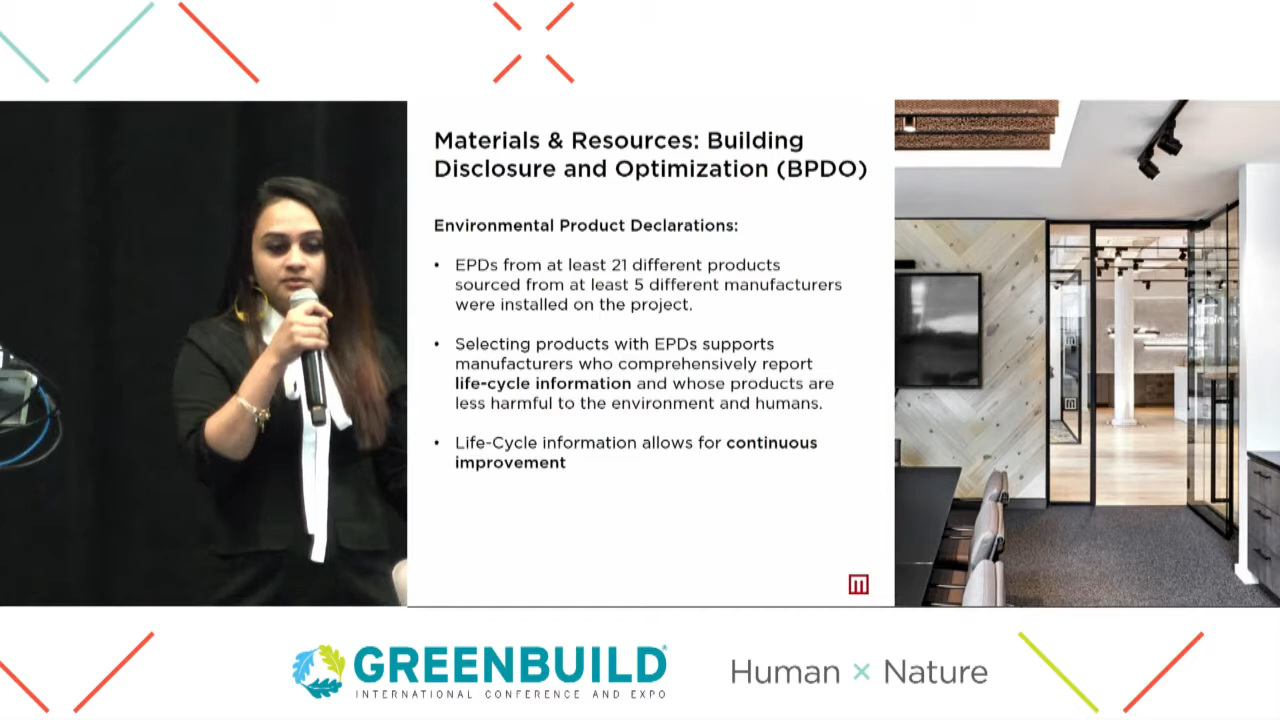 Materials & Resources: Building
Disclosure and Optimization (BPDO)
Environmental Product Declarations:
• EPDs from at least 21 different products
sourced from at least 5 different manufacturers
were installed on the project.
• Selecting products with EPDs supports
manufacturers who comprehensively report
life-cycle information and whose products are
less harmful to the environment and humans.
• Life-Cycle information allows for continuous
improvement
GREENBUILD
INTERNATIONAL CONFERENCE AND EXPO
Human × Nature